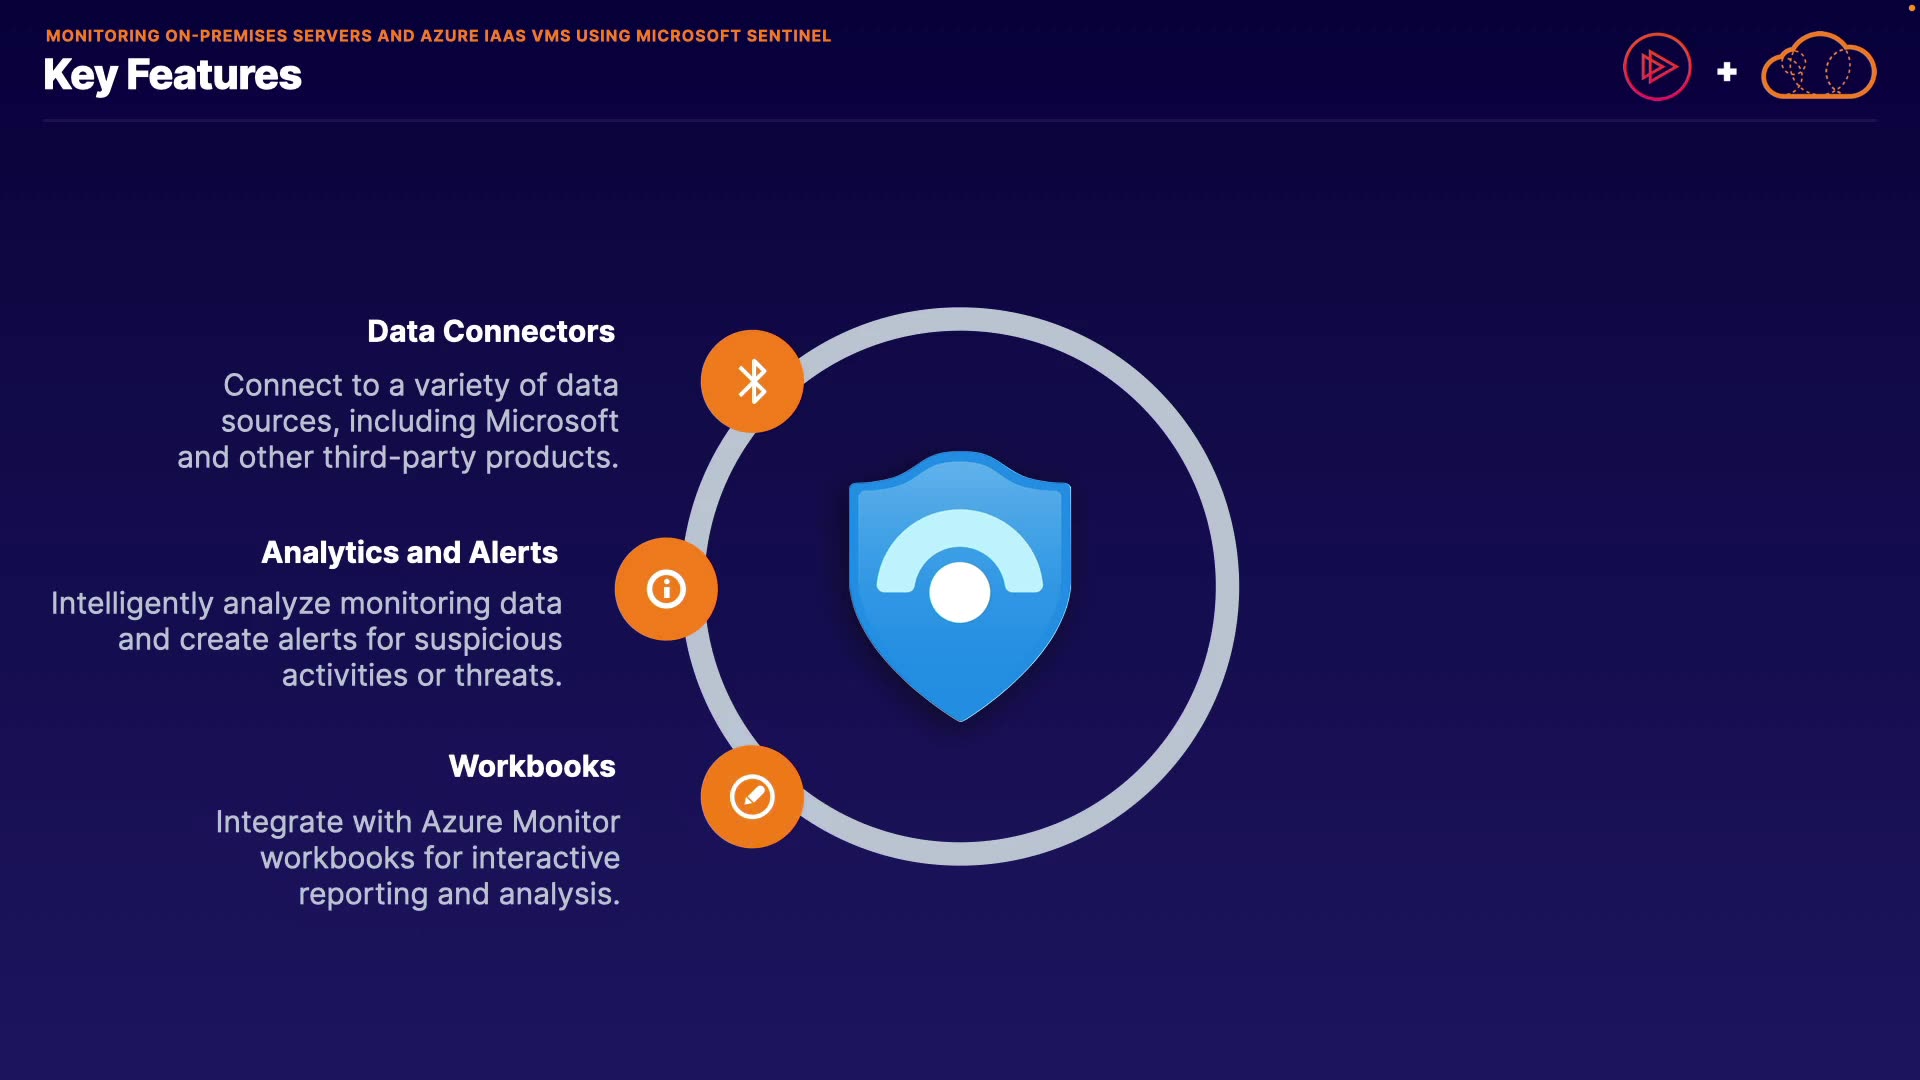 MONITORING ON-PREMISES SERVERS AND AZURE IAAS VMS USING MICROSOFT SENTINEL
Key Features
Data Connectors
Connect to a variety of data
sources, including Microsoft
and other third-party products.
Analytics and Alerts
Intelligently analyze monitoring data
and create alerts for suspicious
activities or threats.
Workbooks
Integrate with Azure Monitor
workbooks for interactive
reporting and analysis.